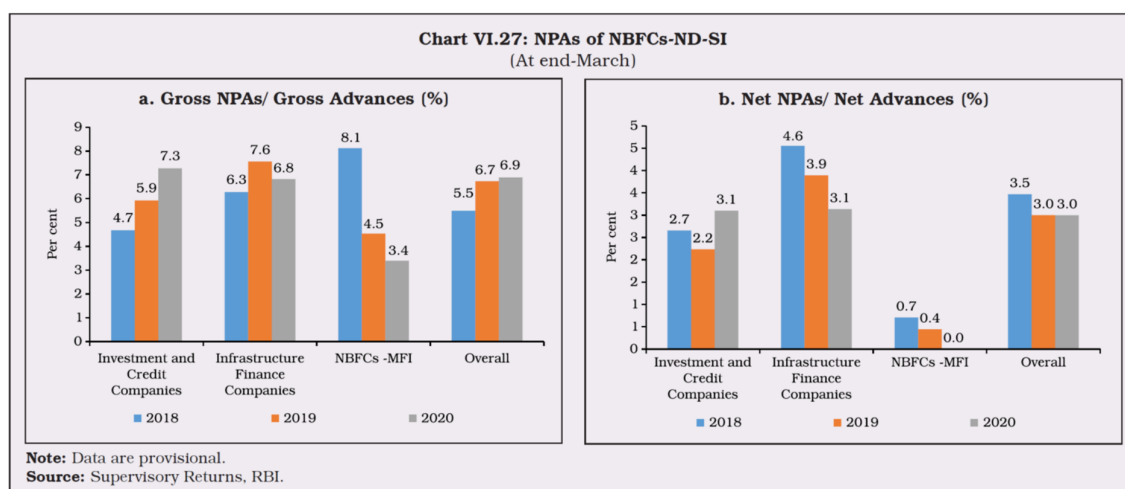 Chart VI.27: NPAs of NBFCs-ND-SI
(At end-March)
a. Gross NPAs/ Gross Advances (%)
Per cent
9
8
7
6
5
4
3
2
1
0
4.7
5.9
7.3
6.3
7.6
6.8
8.1
4.5
3.4
5.5
6.7
6.9
Investment and
Credit
Companies
Infrastructure
Finance
Companies
NBFCs -MFI
Overall
2018
2019
2020
b. Net NPAs/ Net Advances (%)
Per cent
5
5
4
4
3
3
2
2
1
1
0
2.7
2.2
3.1
4.6
3.9
3.1
0.7
0.4
0.0
3.5
3.0
3.0
Investment and
Credit
Companies
Infrastructure
Finance
Companies
NBFCs -MFI
Overall
2018
2019
2020
Note: Data are provisional.
Source: Supervisory Returns, RBI.